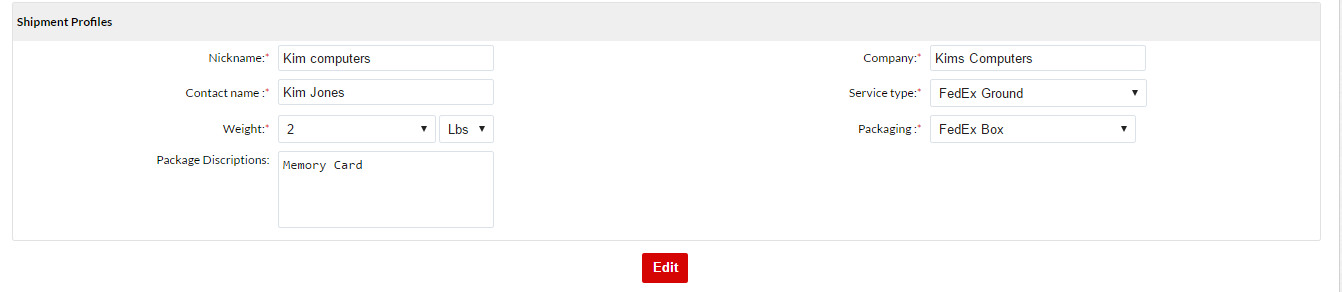 Shipment Profiles
Nickname:* Kim computers Company:* Kims Computers
Contact name :* Kim Jones Service type:* FedEx Ground
Weight:* 2 Lbs Packaging :* FedEx Box
Package Discriptions: Memory Card
Edit